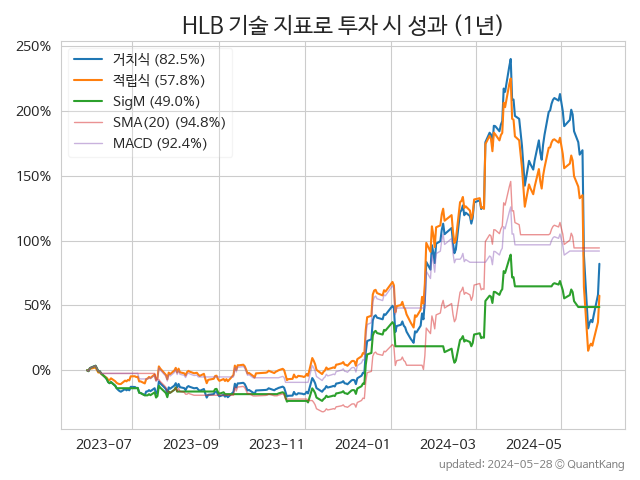 HLB 기술 지표로 투자 시 성과 (1년)
거치식 (82.5%)
적립식 (57.8%)
SigM (49.0%)
SMA(20) (94.8%)
MACD (92.4%)
250%
200%
150%
100%
50%
0%
2023-07 2023-09 2023-11 2024-01 2024-03 2024-05
updated: 2024-05-28 © QuantKang